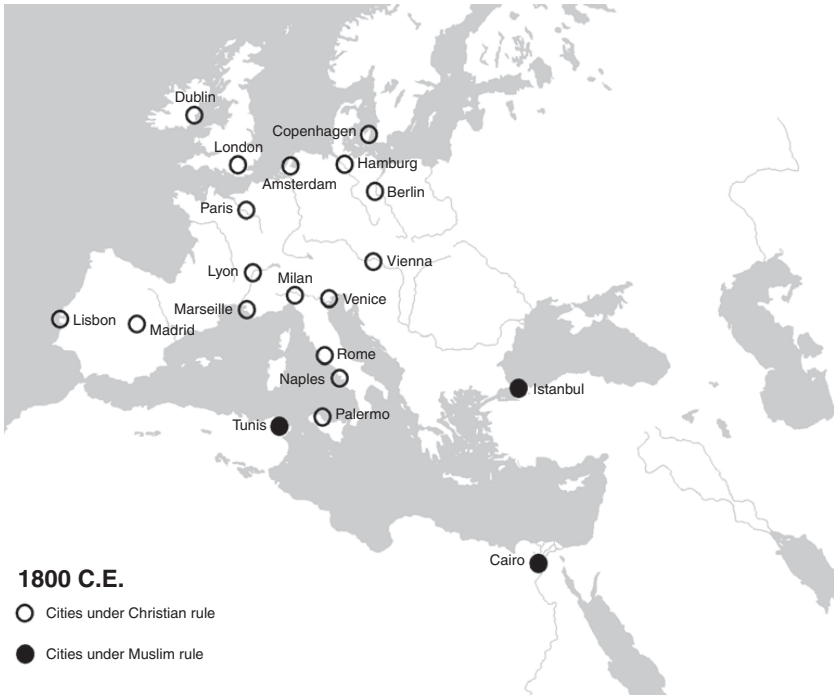 Dublin
Copenhagen
London
Hamburg
Amsterdam
Berlin
Paris
Vienna
Lyon
Milan
Venice
Marseille
Lisbon
Madrid
Rome
Naples
Istanbul
Palermo
Tunis
Cairo
1800 C.E.
Cities under Christian rule
Cities under Muslim rule